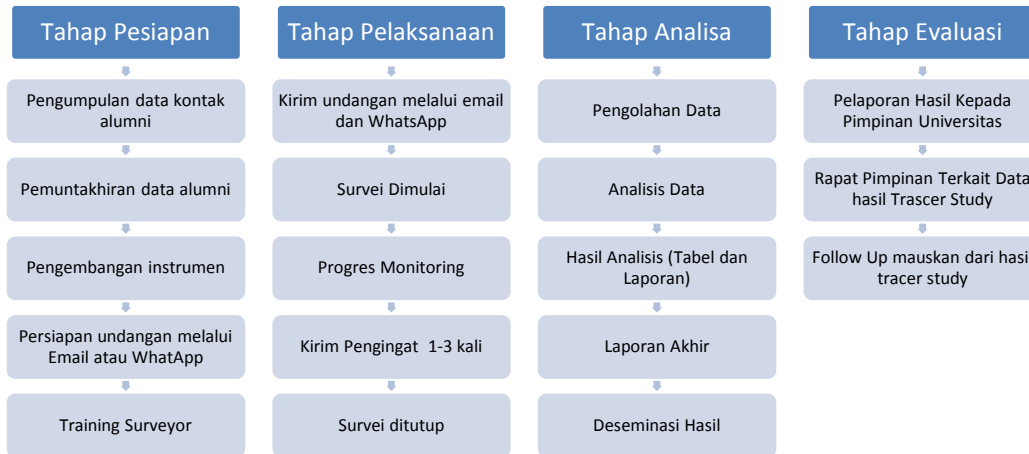 Tahap Pesiapan
Pengumpulan data kontak
alumni
Pemuntakhiran data alumni
Pengembangan instrumen
Persiapan undangan melalui
Email atau WhatApp
Training Surveyor
Tahap Pelaksanaan
Kirim undangan melalui email
dan WhatsApp
Survei Dimulai
Progres Monitoring
Kirim Pengingat 1-3 kali
Survei ditutup
Tahap Analisa
Pengolahan Data
Analisis Data
Hasil Analisis (Tabel dan
Laporan)
Laporan Akhir
Deseminasi Hasil
Tahap Evaluasi
Pelaporan Hasil Kepada
Pimpinan Universitas
Rapat Pimpinan Terkait Data
hasil Trascer Study
Follow Up mauskan dari hasi
tracer study